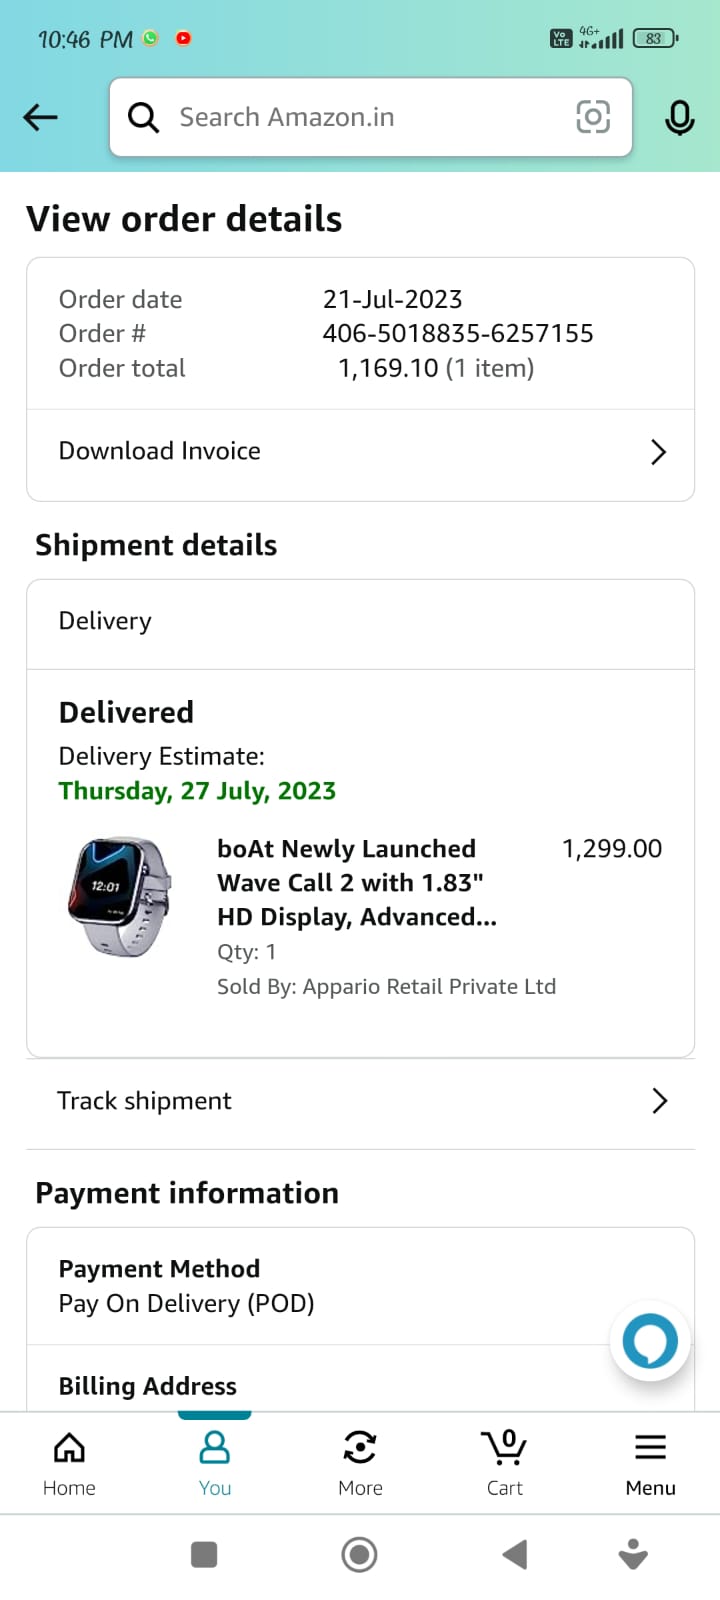 10:46 PM
Vo LTE 4G+ 83
Search Amazon.in
View order details
Order date 21-Jul-2023
Order # 406-5018835-6257155
Order total 1,169.10 (1 item)
Download Invoice
Shipment details
Delivery
Delivered
Delivery Estimate:
Thursday, 27 July, 2023
boAt Newly Launched 1,299.00
Wave Call 2 with 1.83"
HD Display, Advanced...
12:01
Qty: 1
Sold By: Appario Retail Private Ltd
Track shipment
Payment information
Payment Method
Pay On Delivery (POD)
Billing Address
0
Home You More Cart Menu